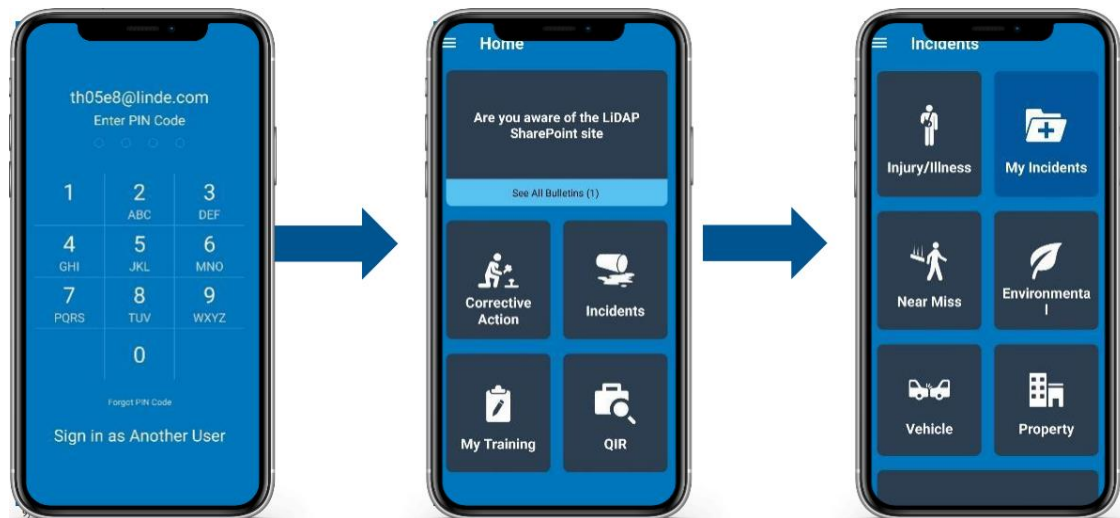 th05e8@linde.com
Enter PIN Code
1
2
3
ABC
DEF
4
5
6
GHI
JKL
MNO
7
8
9
PQRS
TUV
WXYZ
0
Forgot PIN Code
Sign in as Another User
Home
Are you aware of the LiDAP
SharePoint site
See All Bulletins (1)
Corrective
Action
Incidents
My Training
QIR
Incidents
Injury/Illness
My Incidents
Near Miss
Environmenta
l
Vehicle
Property